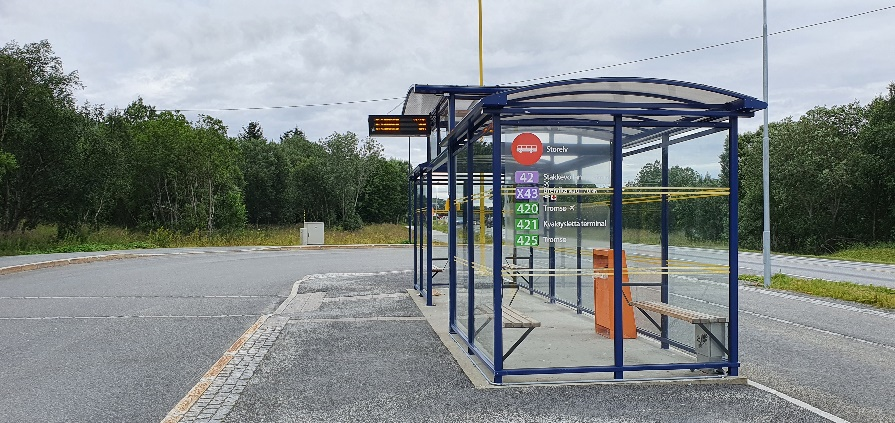 Storelv
42 Stakkevollan
X43
420 Tromsø
421 Kvaløysletta terminal
425 Tromsø